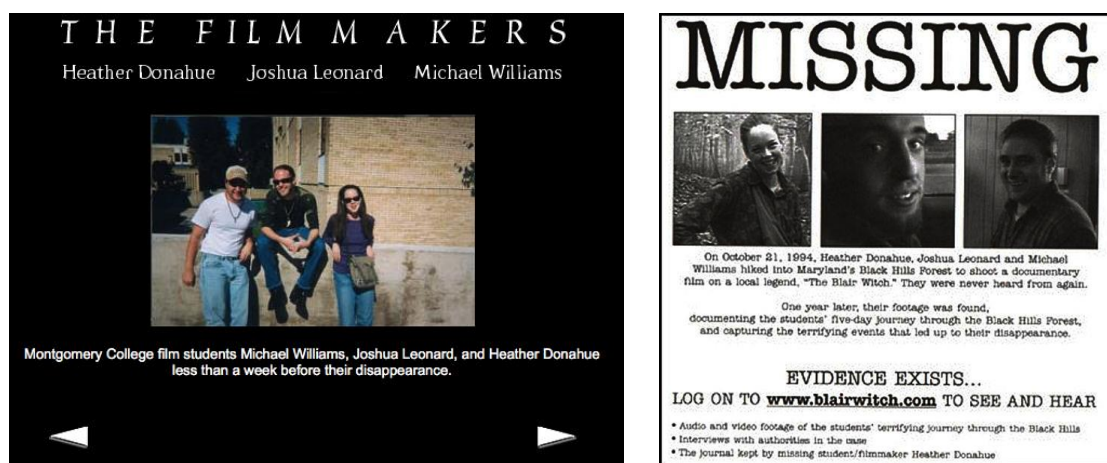 THE FILMMAKERS
Heather Donahue Joshua Leonard Michael Williams
Montgomery College film students Michael Williams, Joshua Leonard, and Heather Donahue
less than a week before their disappearance.
MISSING
On October 21, 1994, Heather Donahue, Joshua Leonard and Michael
Williams hiked into Maryland's Black Hills Forest to shoot a documentary
film on a local legend, "The Blair Witch." They were never heard from again.
One year later, their footage was found,
documenting the students' five-day journey through the Black Hills Forest,
and capturing the terrifying events that led up to their disappearance.
EVIDENCE EXISTS...
LOG ON TO www.blairwitch.com TO SEE AND HEAR
• Audio and video footage of the students' terrifying journey through the Black Hills
• Interviews with authorities in the case
• The journal kept by missing student/filmmaker Heather Donahue